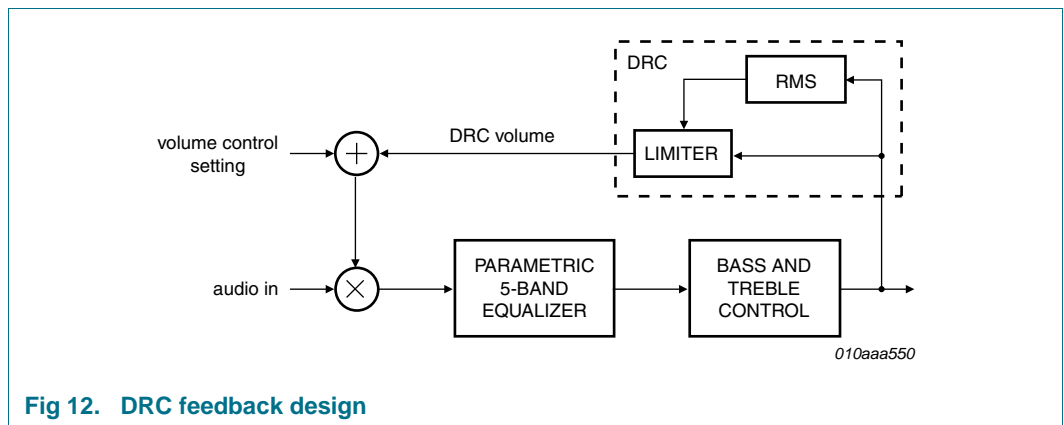 DRC
RMS
DRC volume
LIMITER
volume control
setting
+
audio in
×
PARAMETRIC
5-BAND
EQUALIZER
BASS AND
TREBLE
CONTROL
010aaa550
Fig 12. DRC feedback design